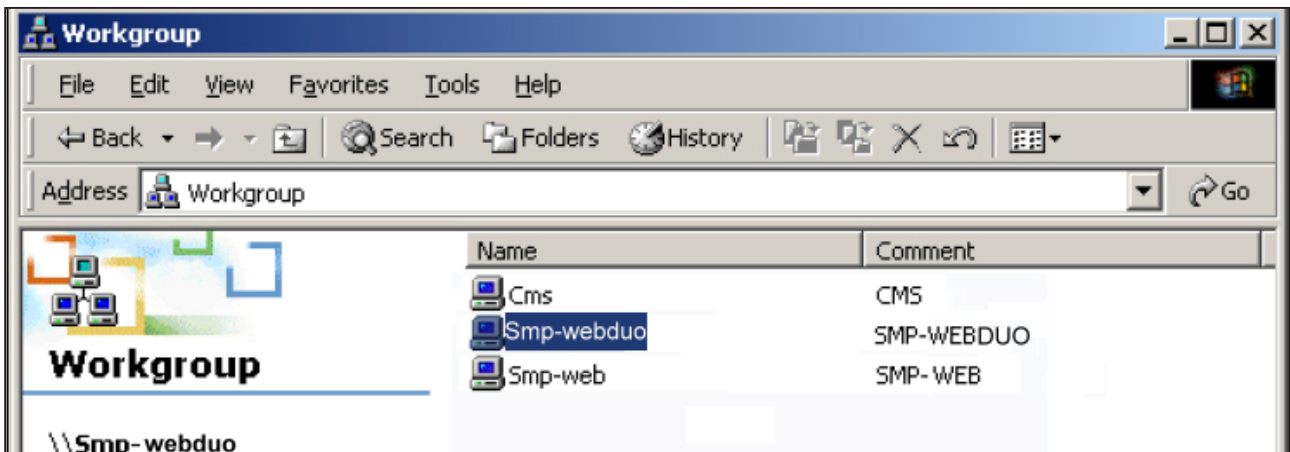 Workgroup
File Edit View Favorites Tools Help
Back Search Folders History
Address Workgroup Go
Name Comment
Cms CMS
Smp-webduo SMP-WEBDUO
Workgroup
Smp-web SMP- WEB
\\Smp- webduo